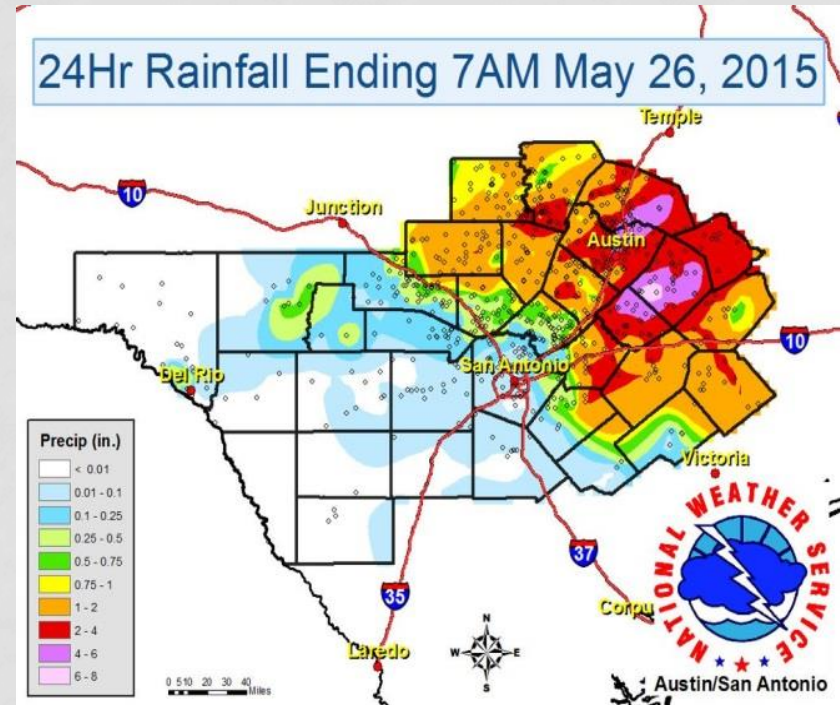 24Hr Rainfall Ending 7AM May 26, 2015
Temple
10
Junction
Austin
10
San Antonio
Del Rio
Victoria
Precip (in.)
< 0.01
0.01 - 0.1
0.1 - 0.25
0.25 - 0.5
0.5 - 0.75
0.75 - 1
1 - 2
2 - 4
4 - 6
6 - 8
37
35
Corpu
Laredo
N
W E
S
0 5 10 20 30 40
Miles
NATIONAL WEATHER SERVICE
Austin/San Antonio